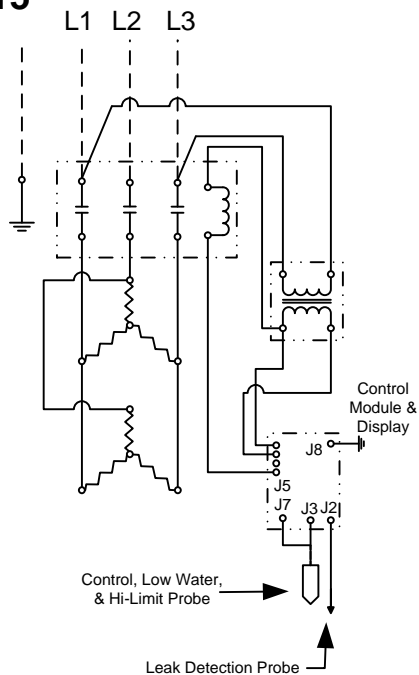 L1 L2 L3
Control
Module &
Display
J8
J5
J7 J3 J2
Control, Low Water,
& Hi-Limit Probe
Leak Detection Probe